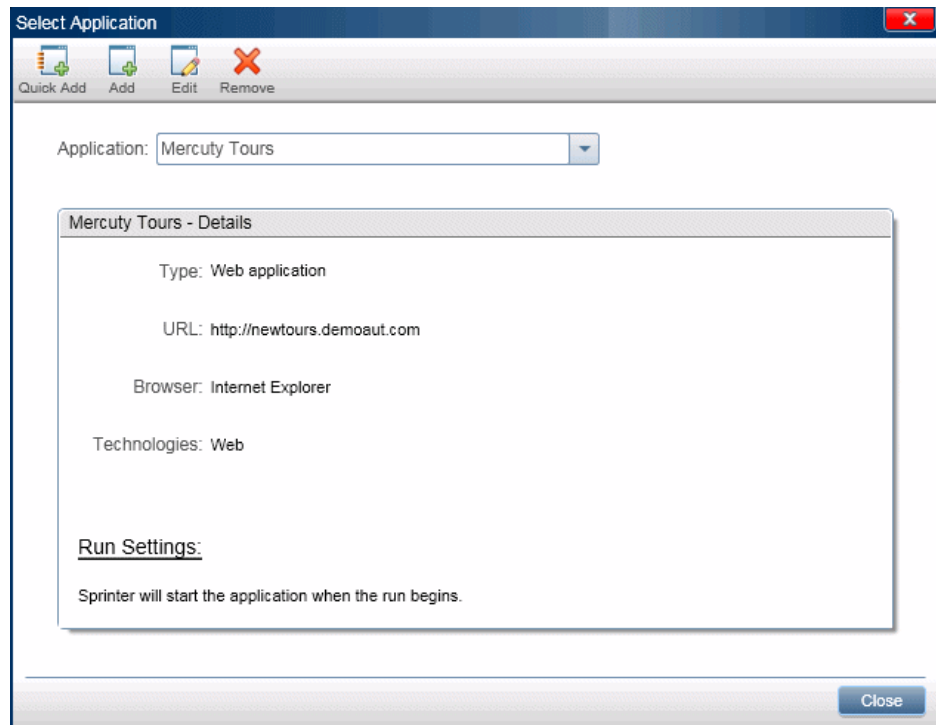 Select Application
Quick Add Add Edit Remove
Application: Mercuty Tours
Mercuty Tours - Details
Type: Web application
URL: http://newtours.demoaut.com
Browser: Internet Explorer
Technologies: Web
Run Settings:
Sprinter will start the application when the run begins.
Close